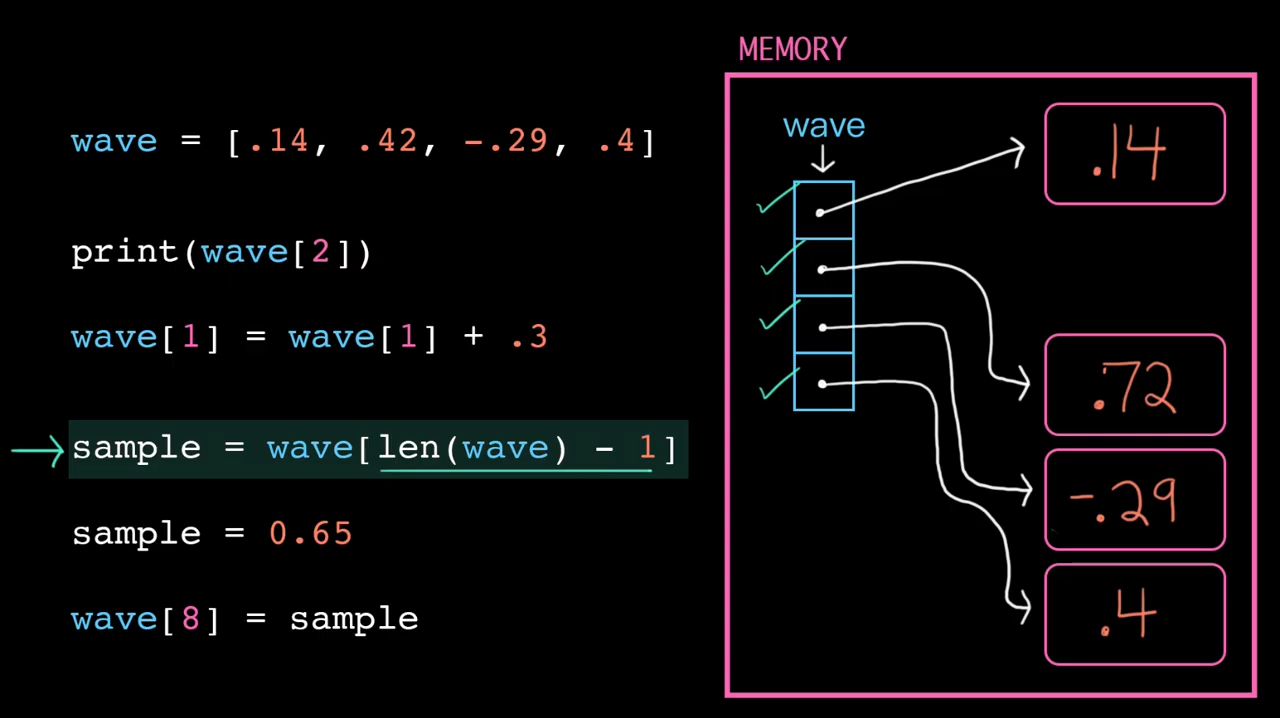 wave = [.14, .42, -.29, .4]
print(wave[2])
wave[1] = wave[1] + .3
sample = wave[len(wave) - 1]
sample = 0.65
wave[8] = sample
MEMORY
wave
.14
.72
-.29
.4